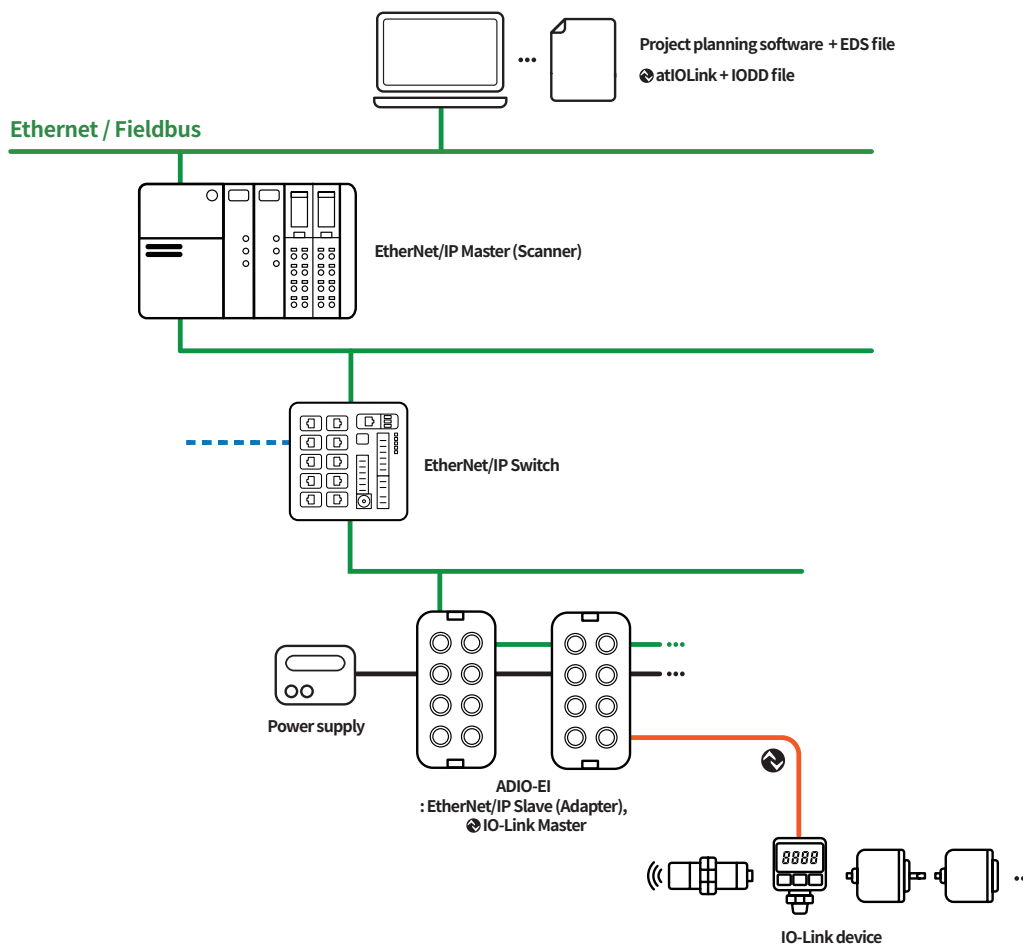 Project planning software + EDS file
atIOLink + IODD file
Ethernet / Fieldbus
EtherNet/IP Master (Scanner)
EtherNet/IP Switch
Power supply
ADIO-EI
: EtherNet/IP Slave (Adapter),
IO-Link Master
8888
IO-Link device